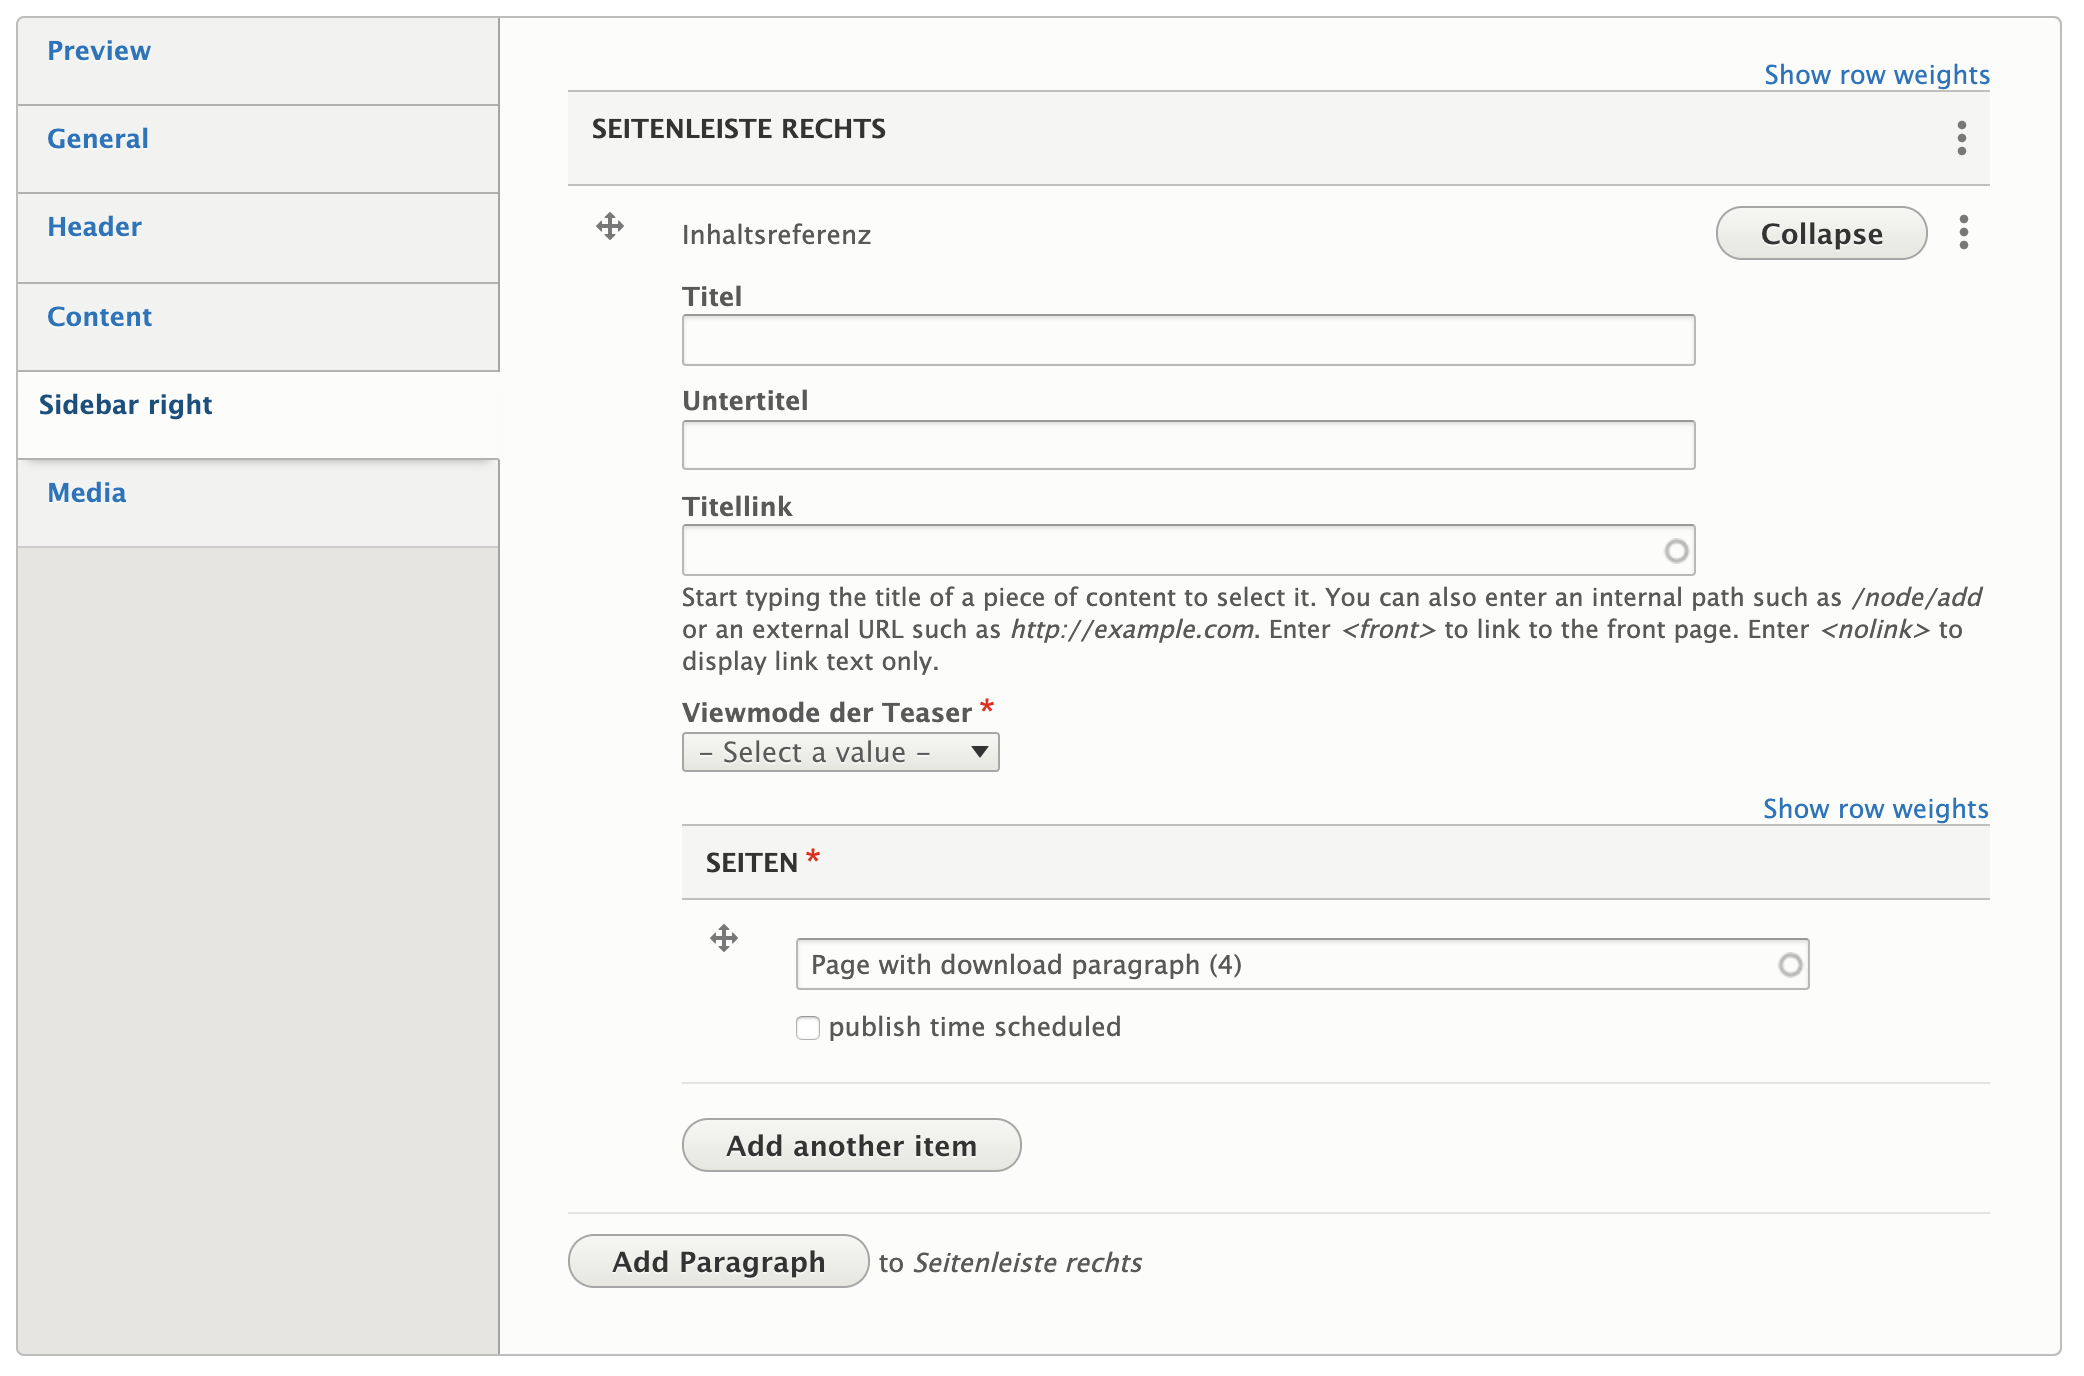 Preview
General
Header
Content
Sidebar right
Media
Show row weights
SEITENLEISTE RECHTS
Inhaltsreferenz
Collapse
Titel
Untertitel
Titellink
Start typing the title of a piece of content to select it. You can also enter an internal path such as /node/add
or an external URL such as http://example.com. Enter <front> to link to the front page. Enter <nolink> to
display link text only.
Viewmode der Teaser *
– Select a value –
Show row weights
SEITEN *
Page with download paragraph (4)
publish time scheduled
Add another item
Add Paragraph to Seitenleiste rechts